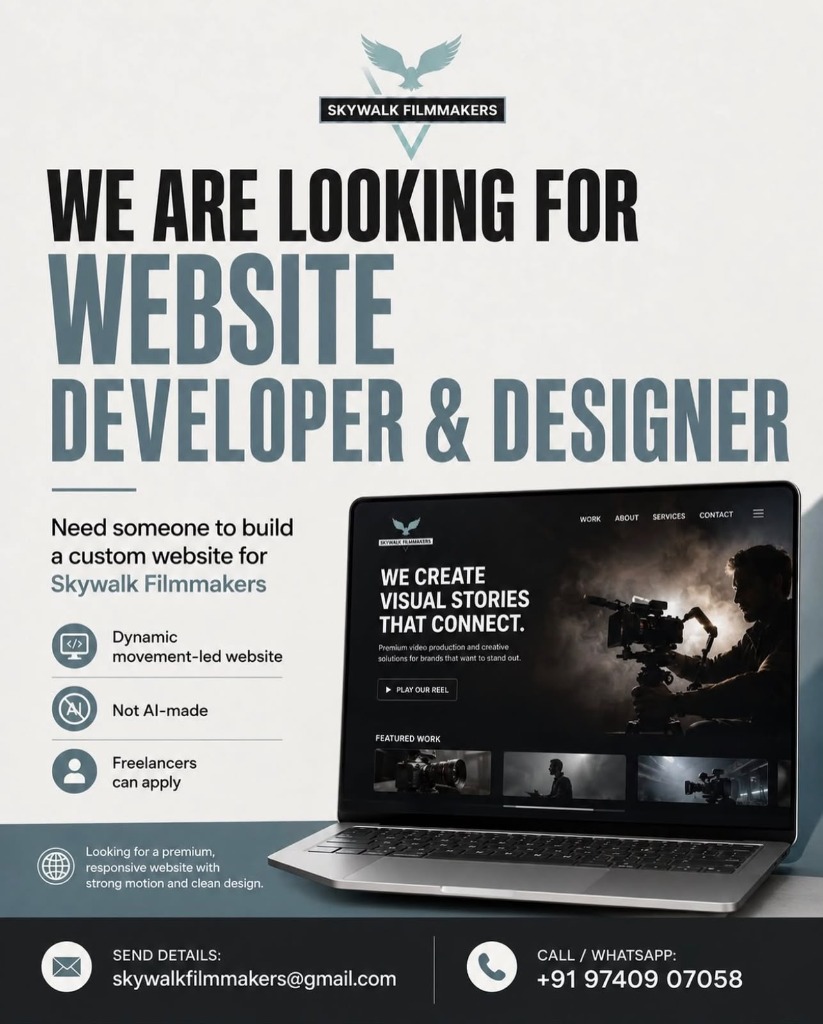 SKYWALK FILMMAKERS
WE ARE LOOKING FOR
WEBSITE
DEVELOPER & DESIGNER
Need someone to build
a custom website for
Skywalk Filmmakers
Dynamic
movement-led website
AI
Not AI-made
Freelancers
can apply
Looking for a premium,
responsive website with
strong motion and clean design.
SKYWALK FILMMAKERS
WORK ABOUT SERVICES CONTACT
WE CREATE
VISUAL STORIES
THAT CONNECT.
Premium video production and creative
solutions for brands that want to stand out.
PLAY OUR REEL
FEATURED WORK
SEND DETAILS:
skywalkfilmmakers@gmail.com
CALL / WHATSAPP:
+91 97409 07058